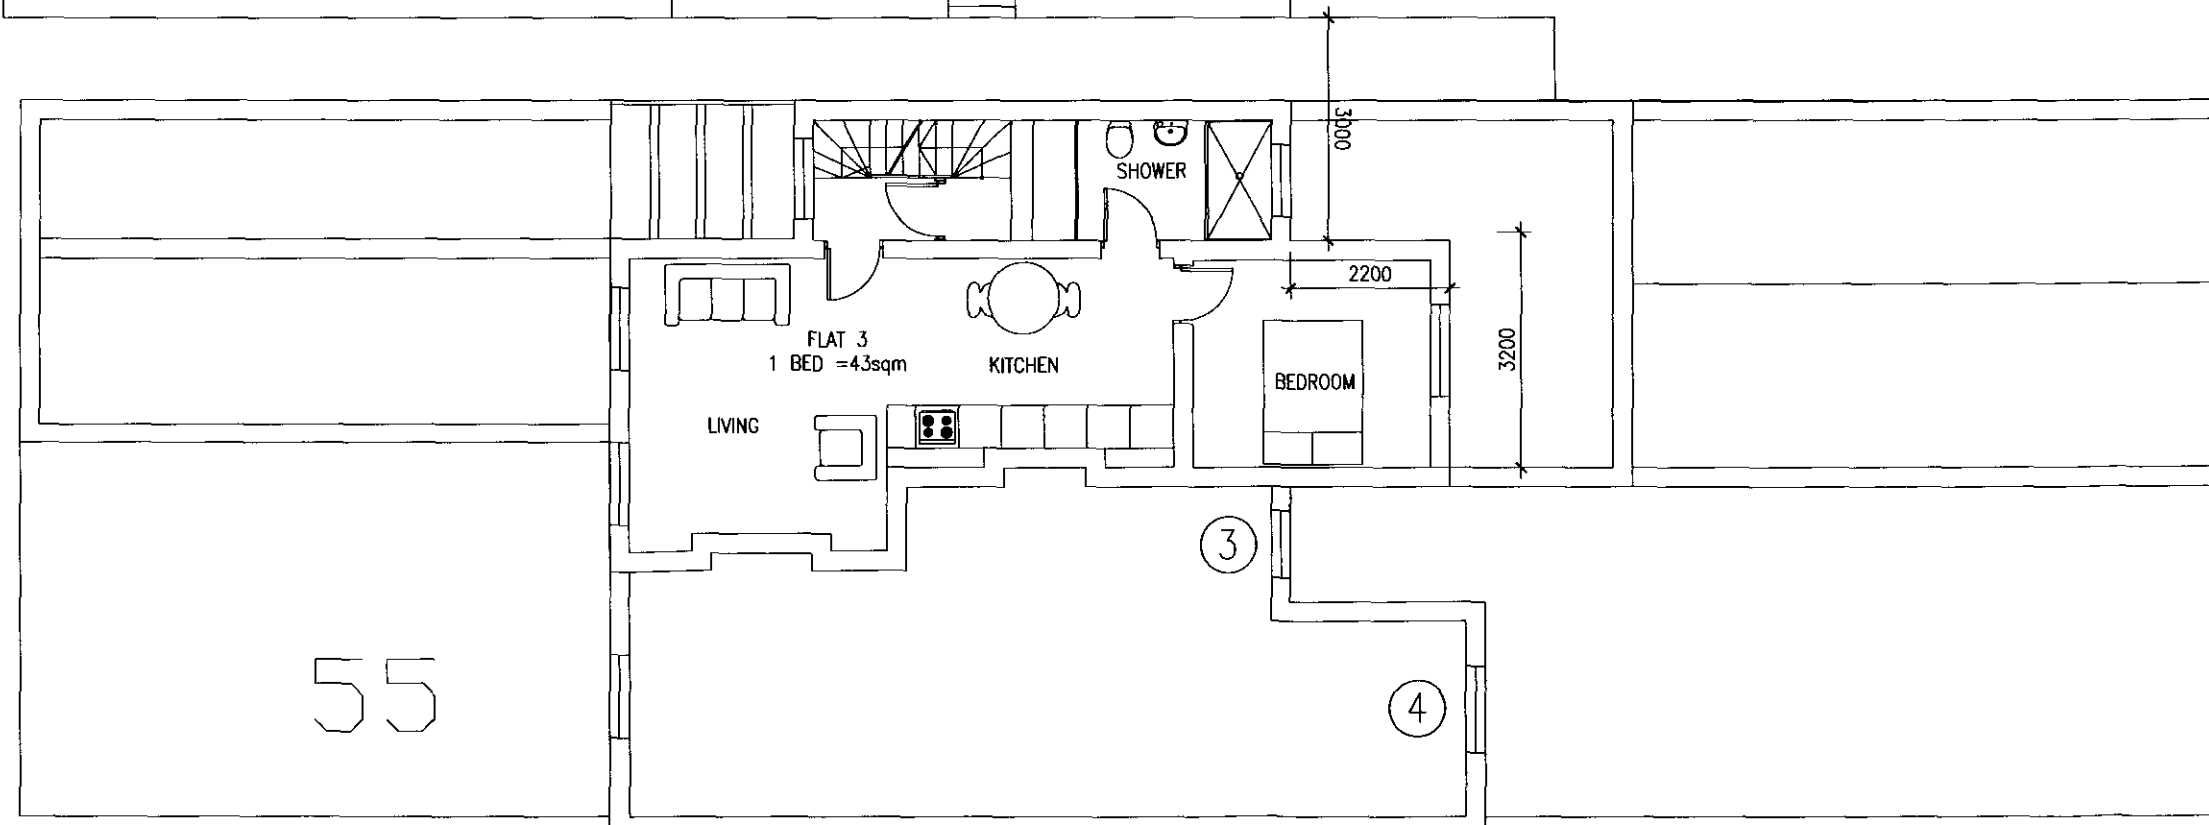 3000
SHOWER
2200
FLAT 3
1 BED =43sqm
KITCHEN
3200
BEDROOM
LIVING
3
55
4